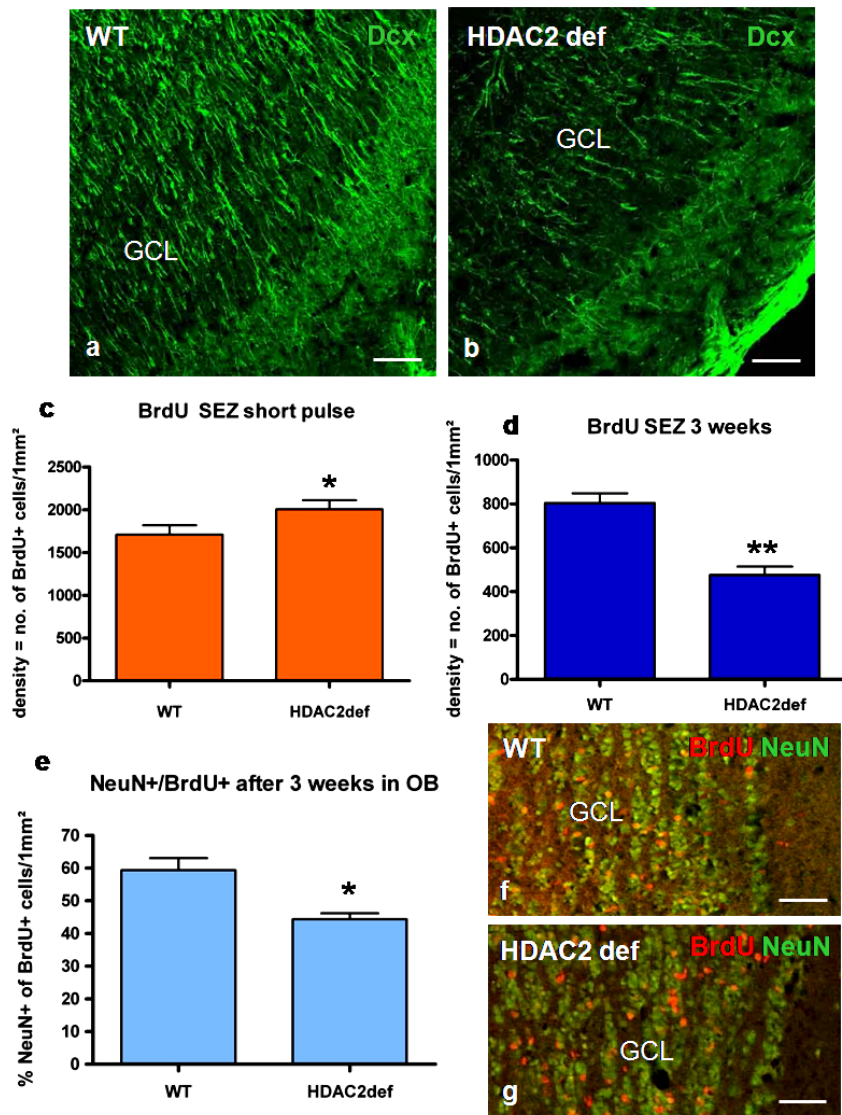 WT Dcx
GCL
a
HDAC2 def Dcx
GCL
b
c
BrdU SEZ short pulse
density = no. of BrdU+ cells/1mm²
2500
2000
1500
1000
500
0
*
WT HDAC2def
d
BrdU SEZ 3 weeks
density = no. of BrdU+ cells/1mm²
1000
800
600
400
200
0
**
WT HDAC2def
e
NeuN+/BrdU+ after 3 weeks in OB
% NeuN+ of BrdU+ cells/1mm²
70
60
50
40
30
20
10
0
*
WT HDAC2def
WT BrdU NeuN
GCL
f
HDAC2 def BrdU NeuN
GCL
g